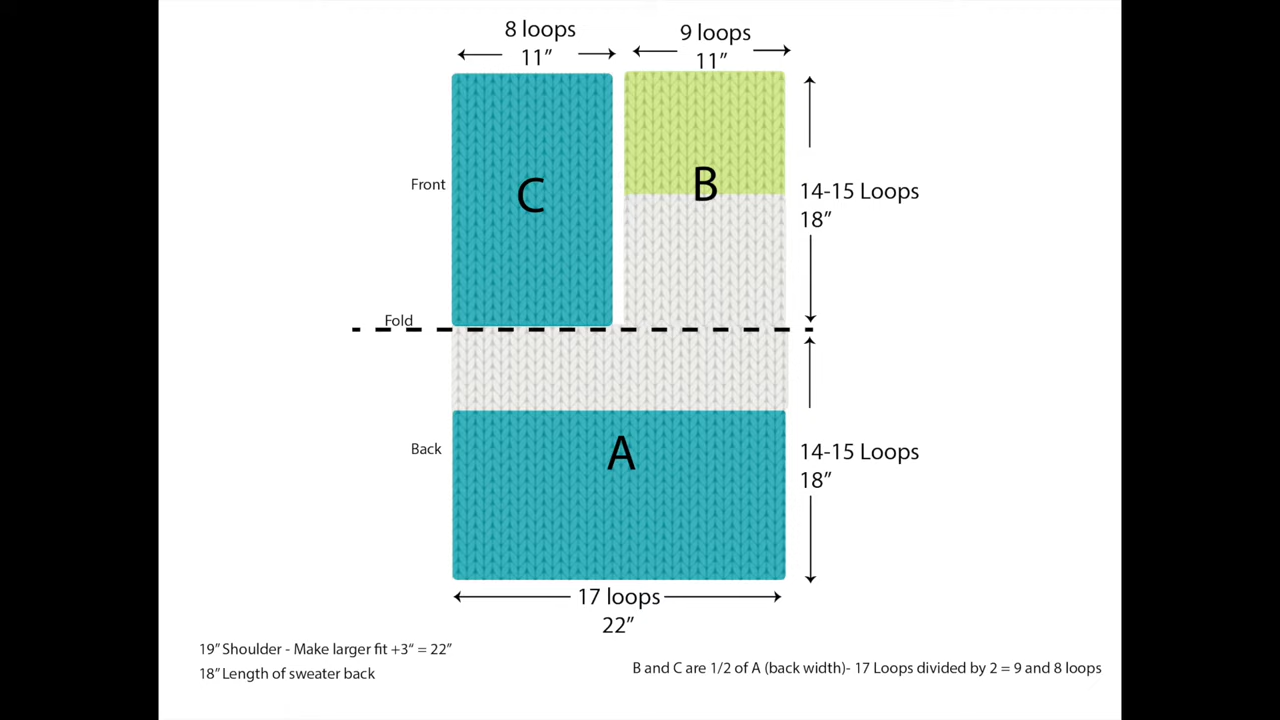 8 loops
11”
9 loops
11”
C
B
Front
14-15 Loops
18”
Fold
Back
A
14-15 Loops
18”
17 loops
22”
19” Shoulder - Make larger fit +3“ = 22”
18” Length of sweater back
B and C are 1/2 of A (back width)- 17 Loops divided by 2 = 9 and 8 loops